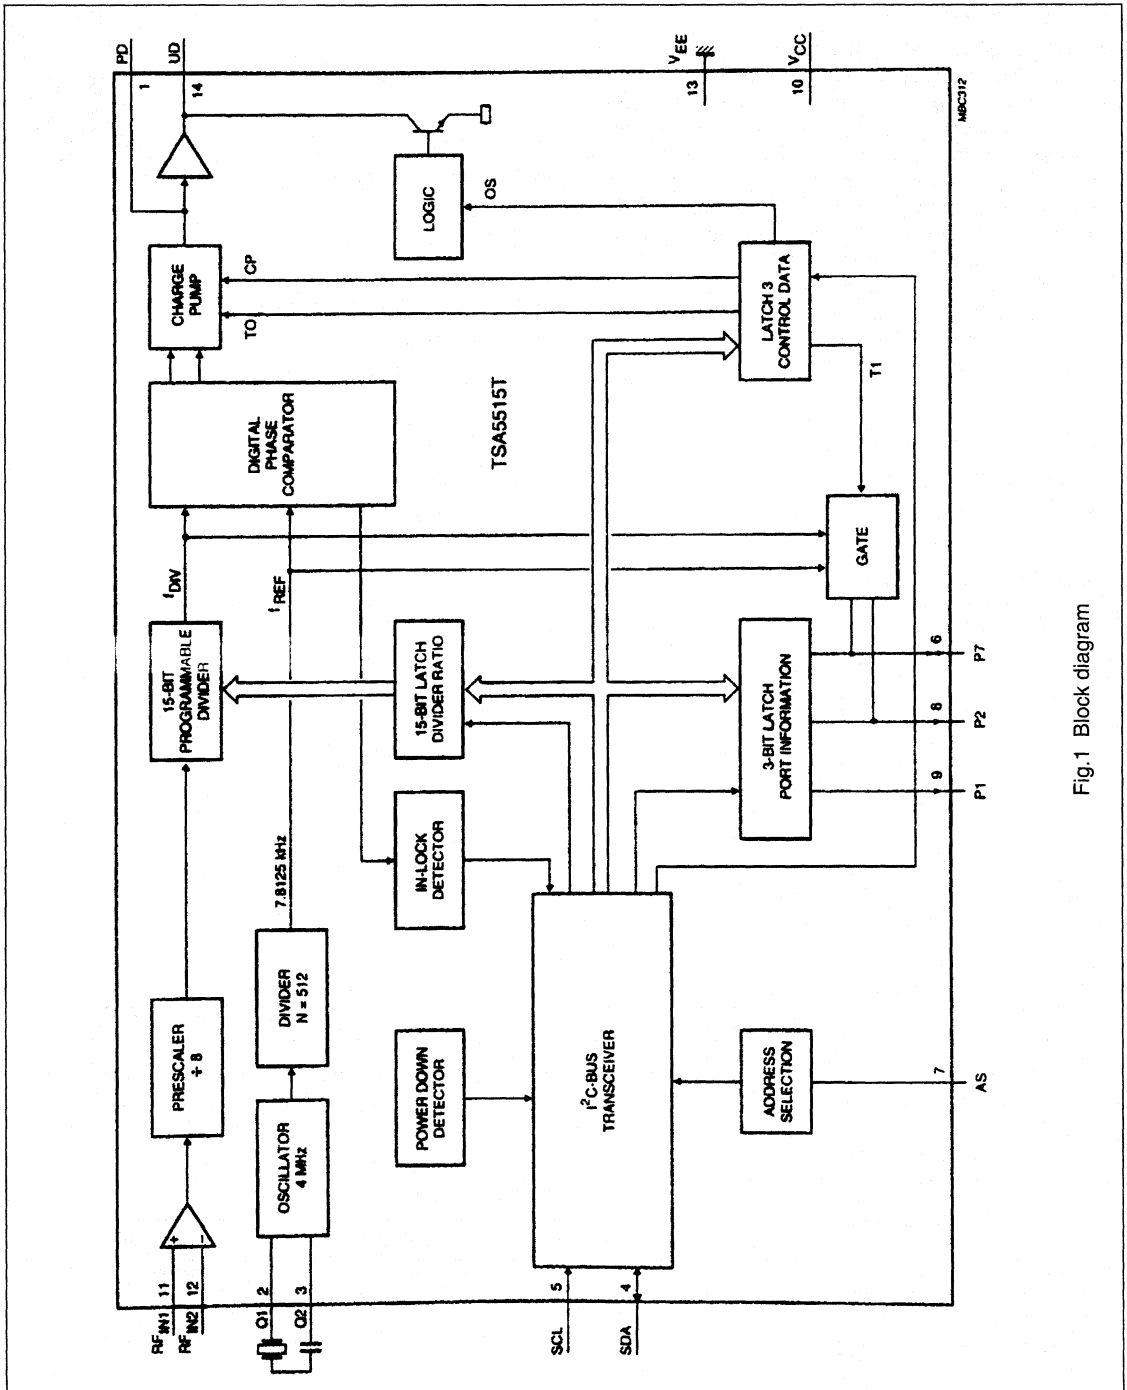 PD
UD
1
14
VEE
13
VCC
10
MBC312
LOGIC
OS
CHARGE
PUMP
CP
TO
LATCH 3
CONTROL DATA
T1
DIGITAL
PHASE
COMPARATOR
TSA5515T
GATE
fDIV
fREF
15-BIT
PROGRAMMABLE
DIVIDER
15-BIT LATCH
DIVIDER RATIO
3-BIT LATCH
PORT INFORMATION
6
P7
8
P2
9
P1
7.8125 kHz
IN-LOCK
DETECTOR
PRESCALER
÷ 8
DIVIDER
N = 512
OSCILLATOR
4 MHz
POWER DOWN
DETECTOR
I²C-BUS
TRANSCEIVER
ADDRESS
SELECTION
7
AS
+
−
RF IN1
11
RF IN2
12
Q1
2
Q2
3
SCL
5
SDA
4
Fig.1 Block diagram